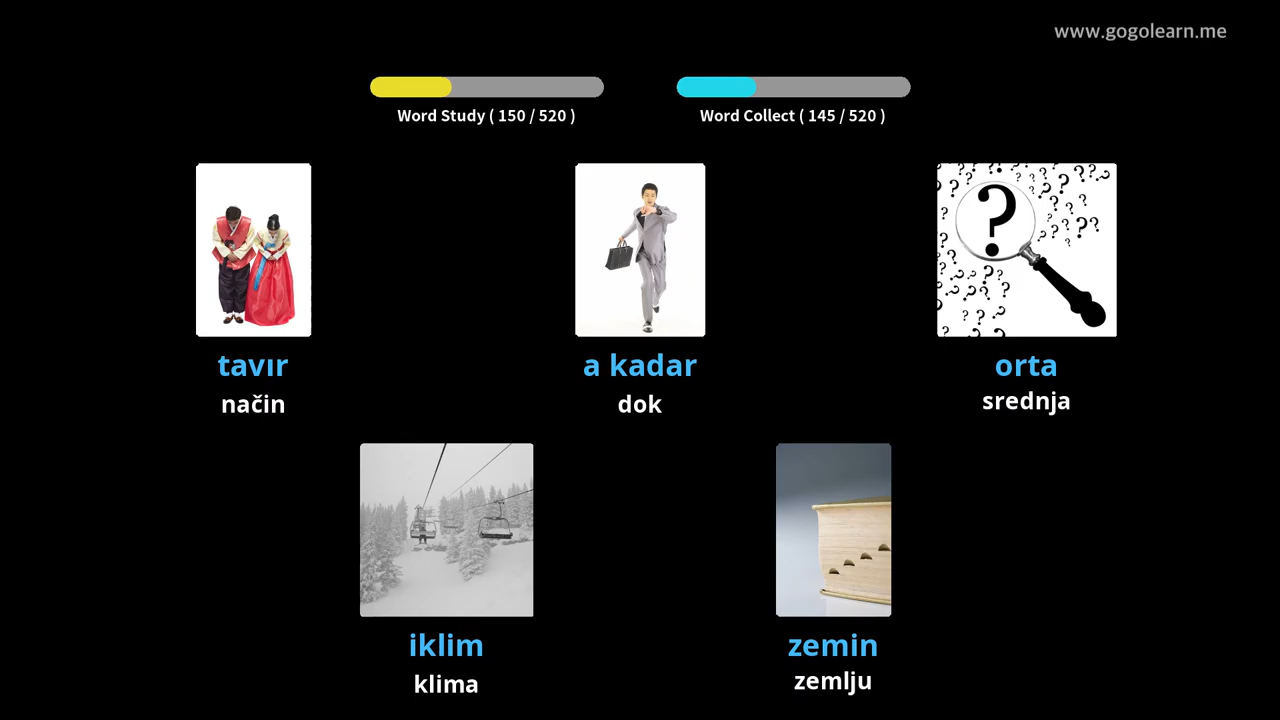 www.gogolearn.me
Word Study ( 150 / 520 )
Word Collect ( 145 / 520 )
tavır
način
a kadar
dok
orta
srednja
iklim
klima
zemin
zemlju